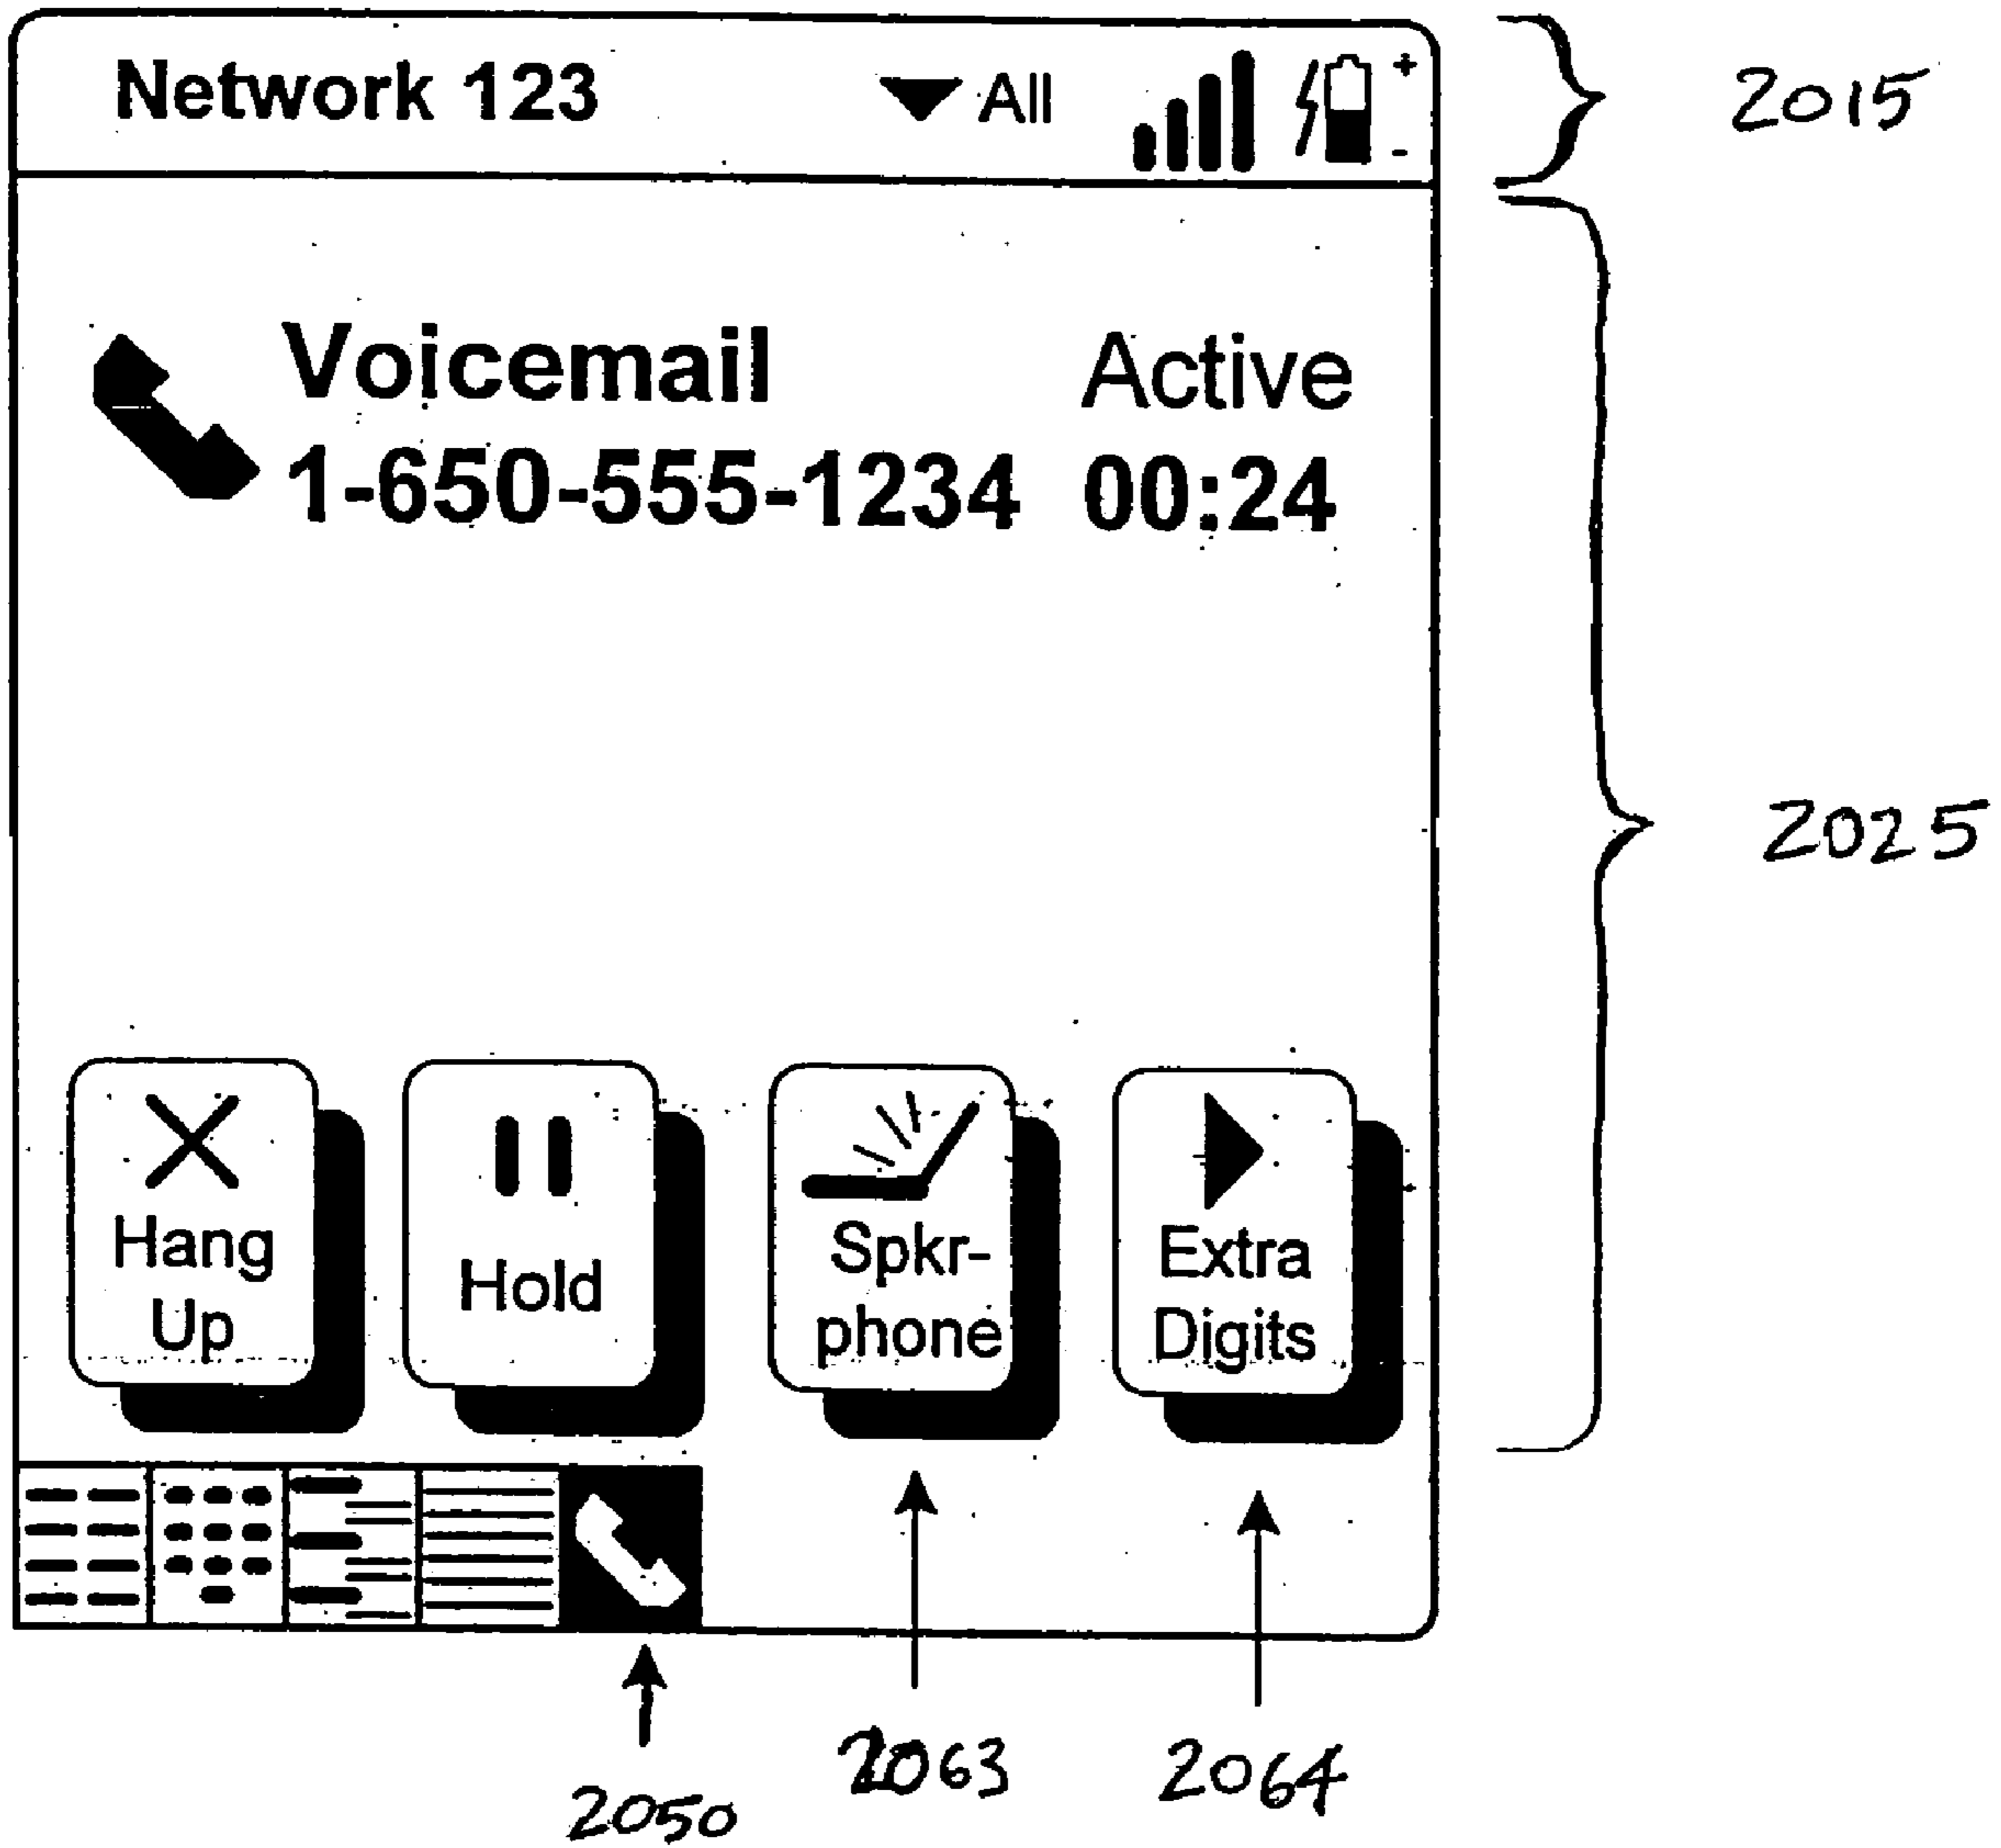 Network 123 All
2015
Voicemail Active
1-650-555-1234 00:24
2025
Hang Up
Hold
Spkr-phone
Extra Digits
2050
2063
2064